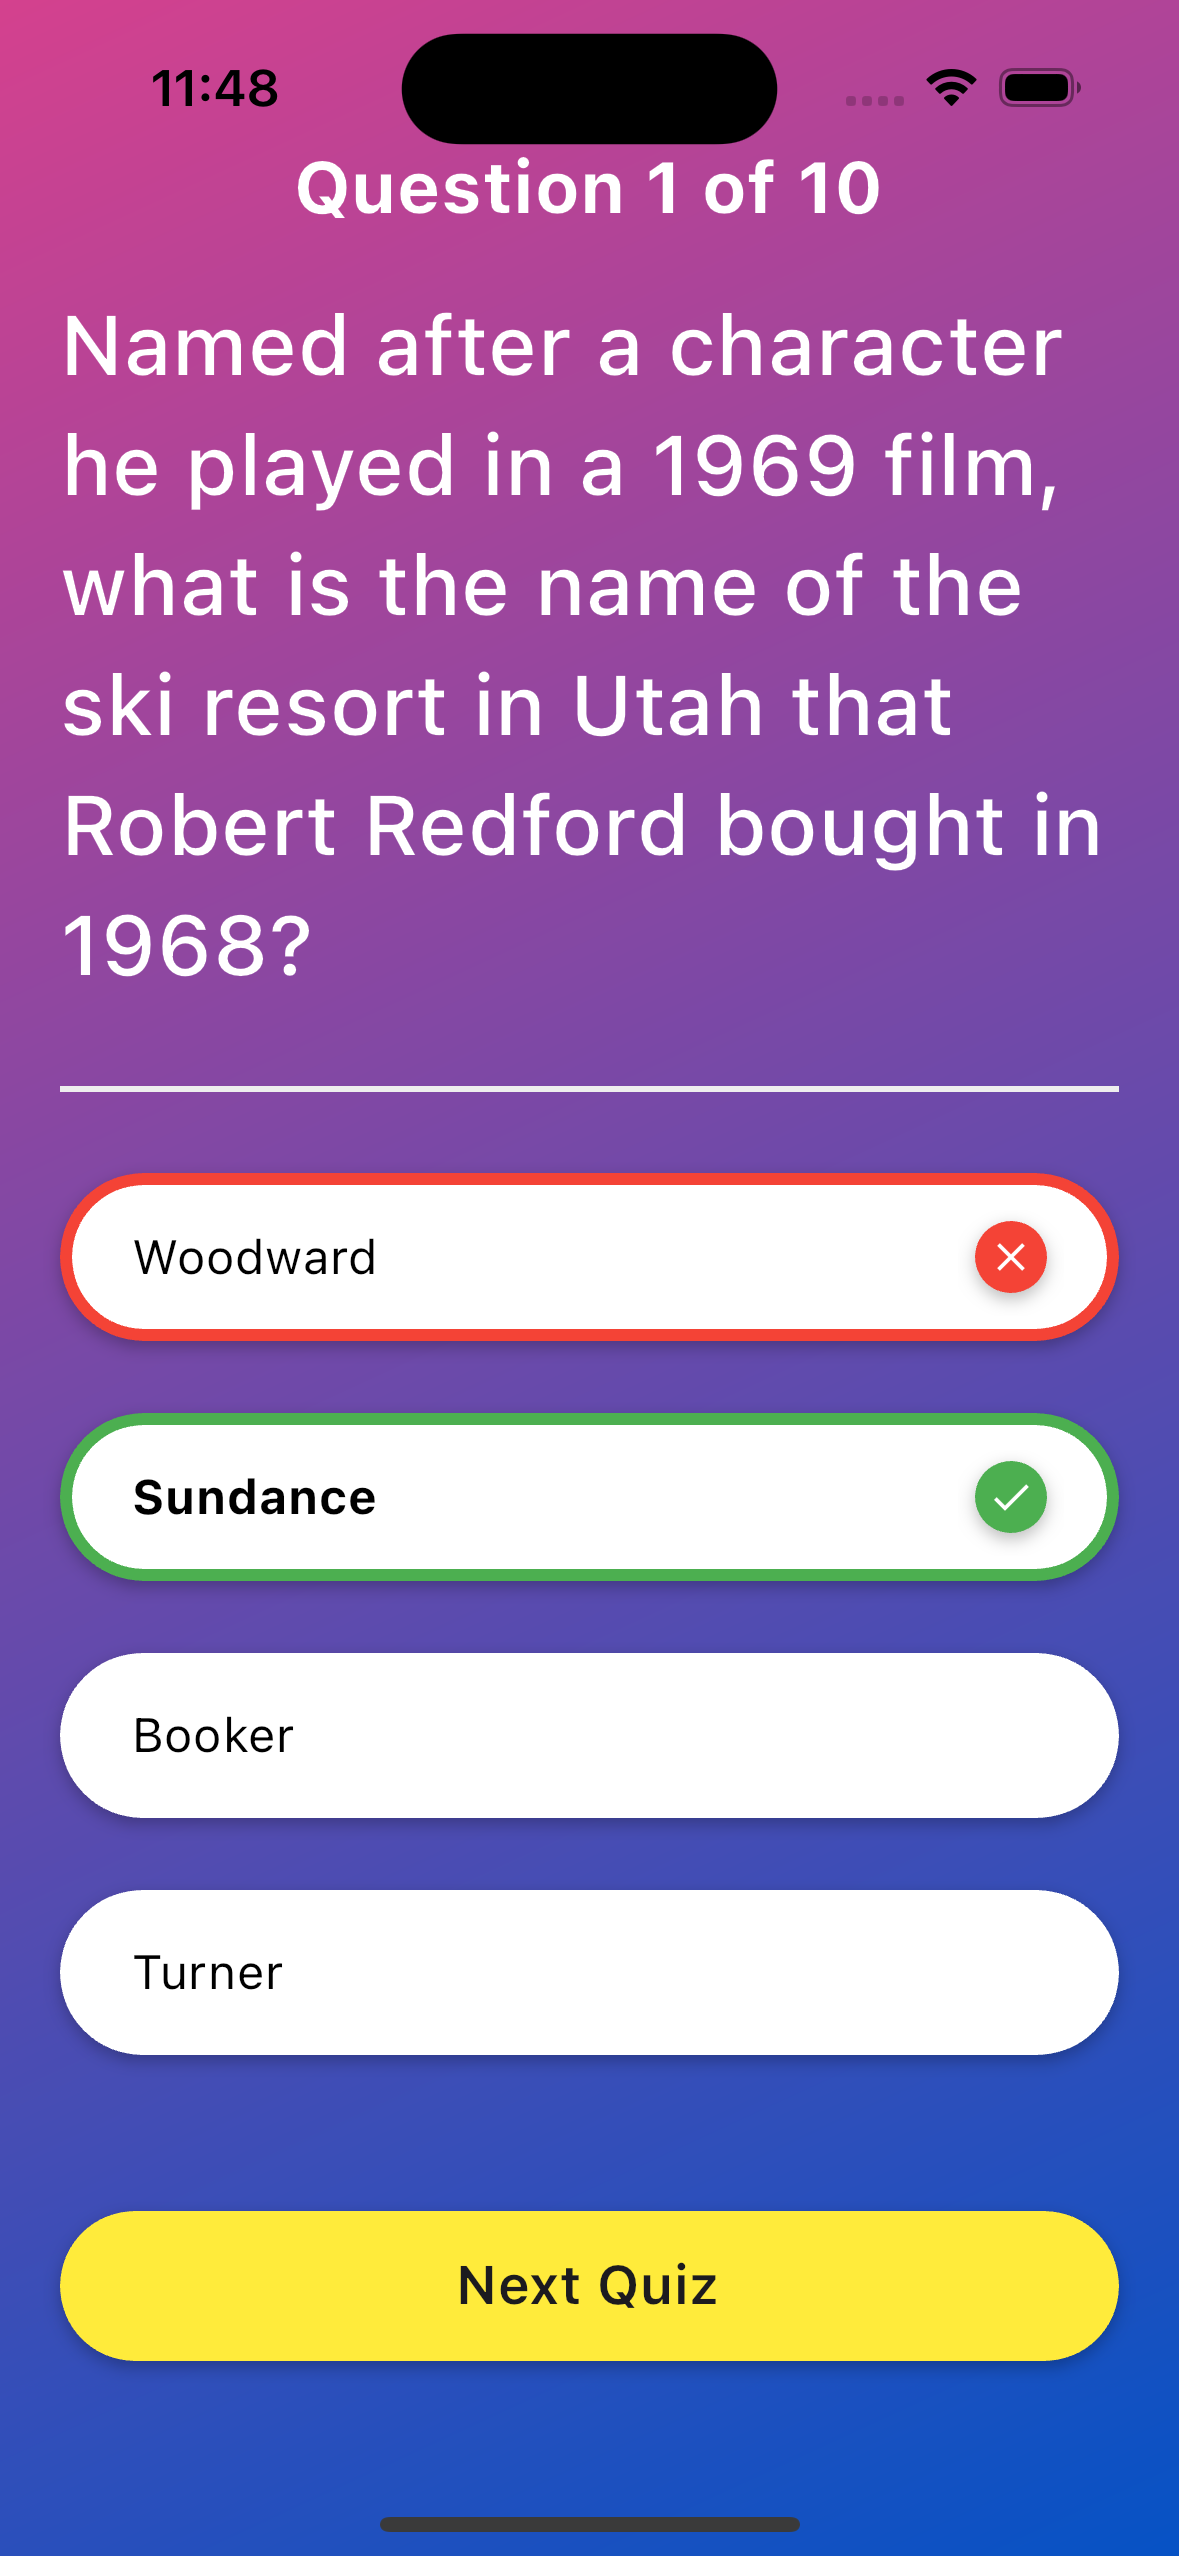 11:48
Question 1 of 10
Named after a character
he played in a 1969 film,
what is the name of the
ski resort in Utah that
Robert Redford bought in
1968?
Woodward
Sundance
Booker
Turner
Next Quiz